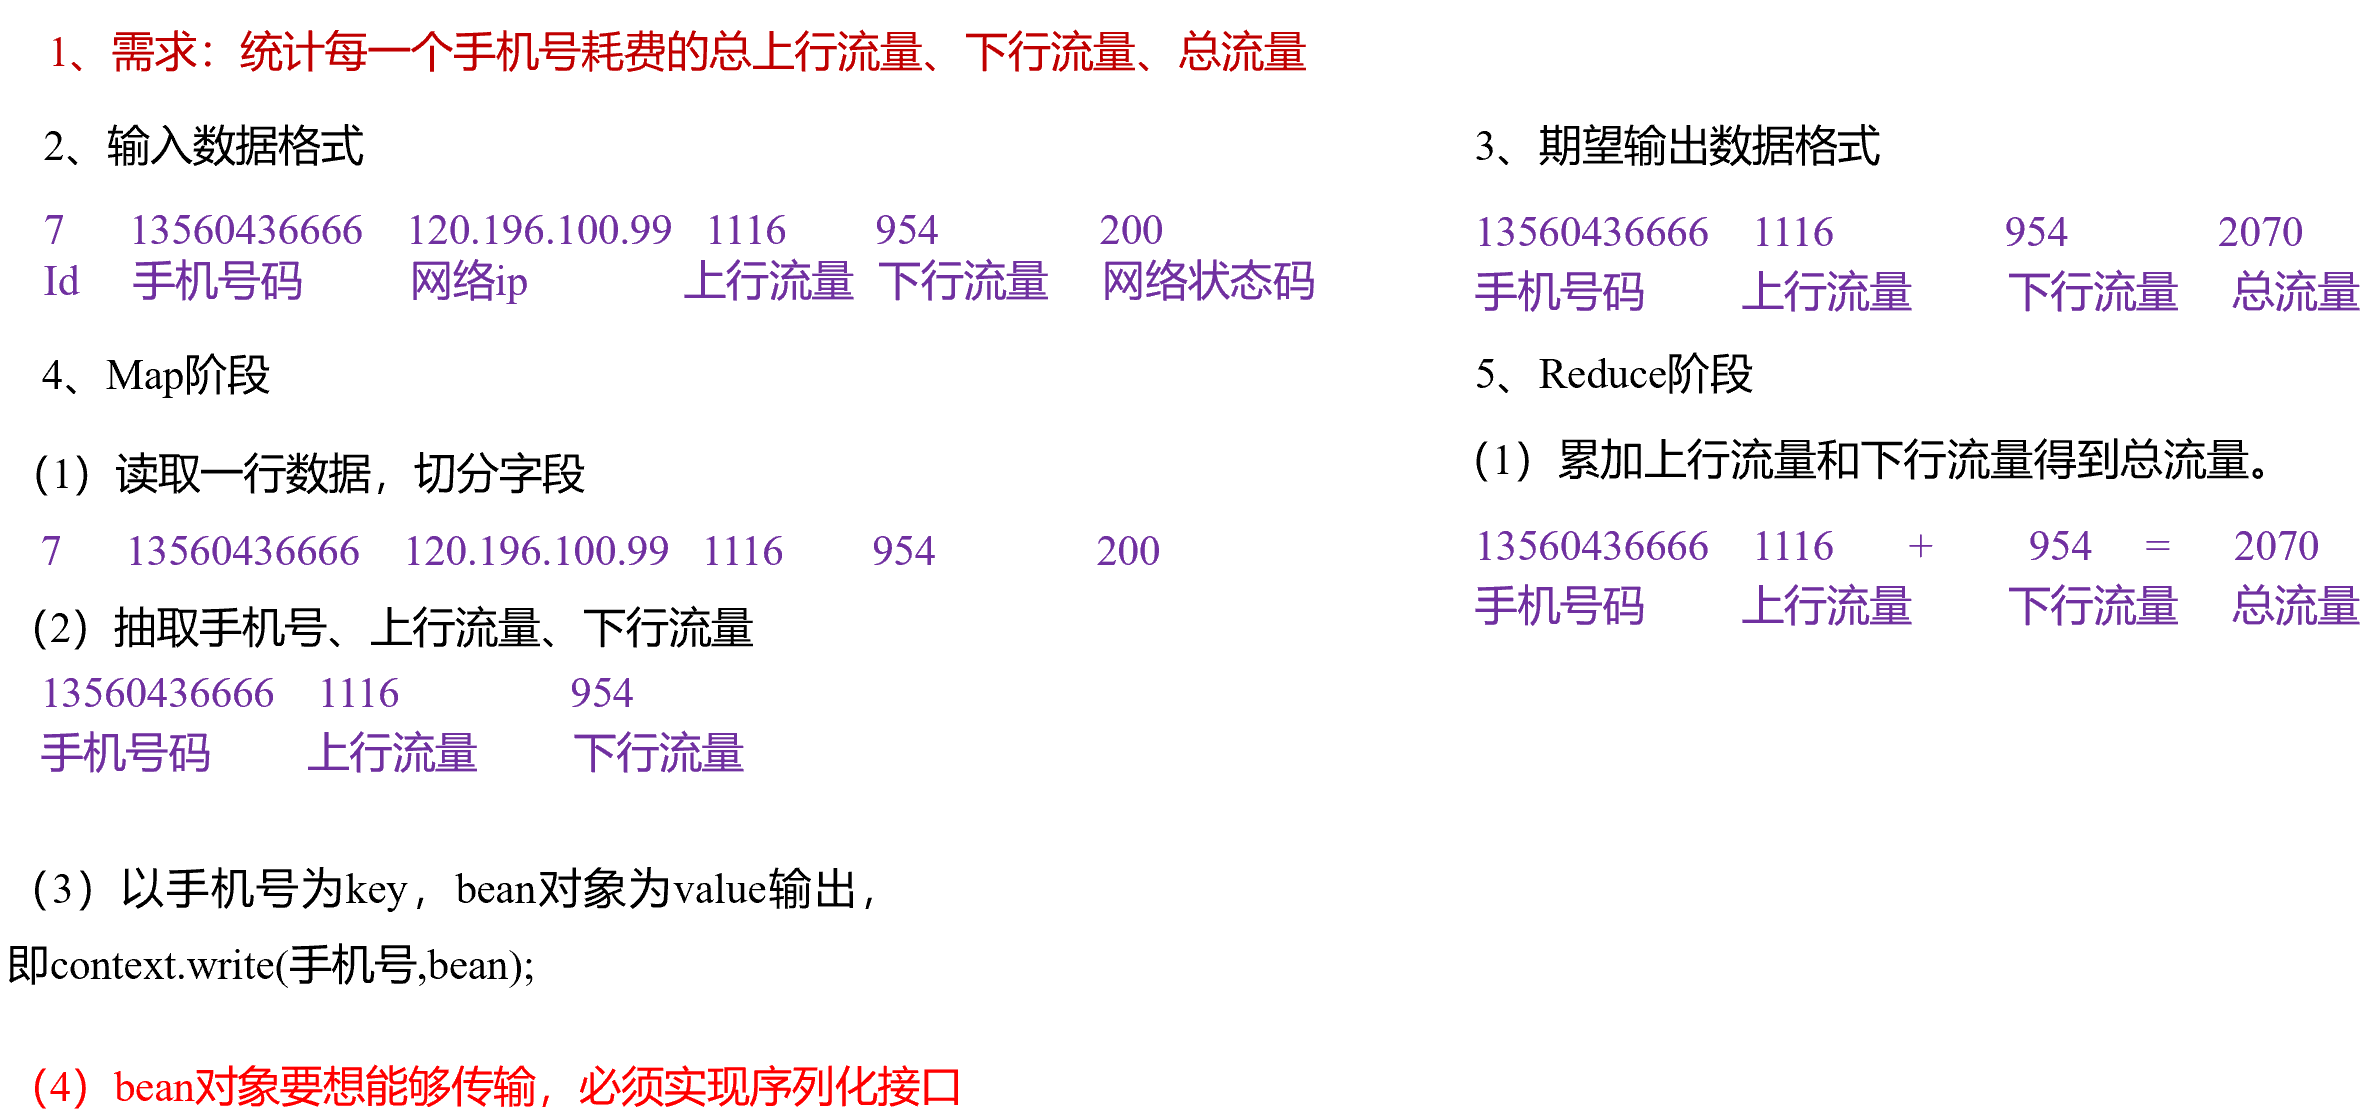 1、需求：统计每一个手机号耗费的总上行流量、下行流量、总流量
2、输入数据格式
7 13560436666 120.196.100.99 1116 954 200
Id 手机号码 网络ip 上行流量 下行流量 网络状态码
3、期望输出数据格式
13560436666 1116 954 2070
手机号码 上行流量 下行流量 总流量
4、Map阶段
（1）读取一行数据，切分字段
7 13560436666 120.196.100.99 1116 954 200
（2）抽取手机号、上行流量、下行流量
13560436666 1116 954
手机号码 上行流量 下行流量
（3）以手机号为key，bean对象为value输出，
即context.write(手机号,bean);
（4）bean对象要想能够传输，必须实现序列化接口
5、Reduce阶段
（1）累加上行流量和下行流量得到总流量。
13560436666 1116 + 954 = 2070
手机号码 上行流量 下行流量 总流量